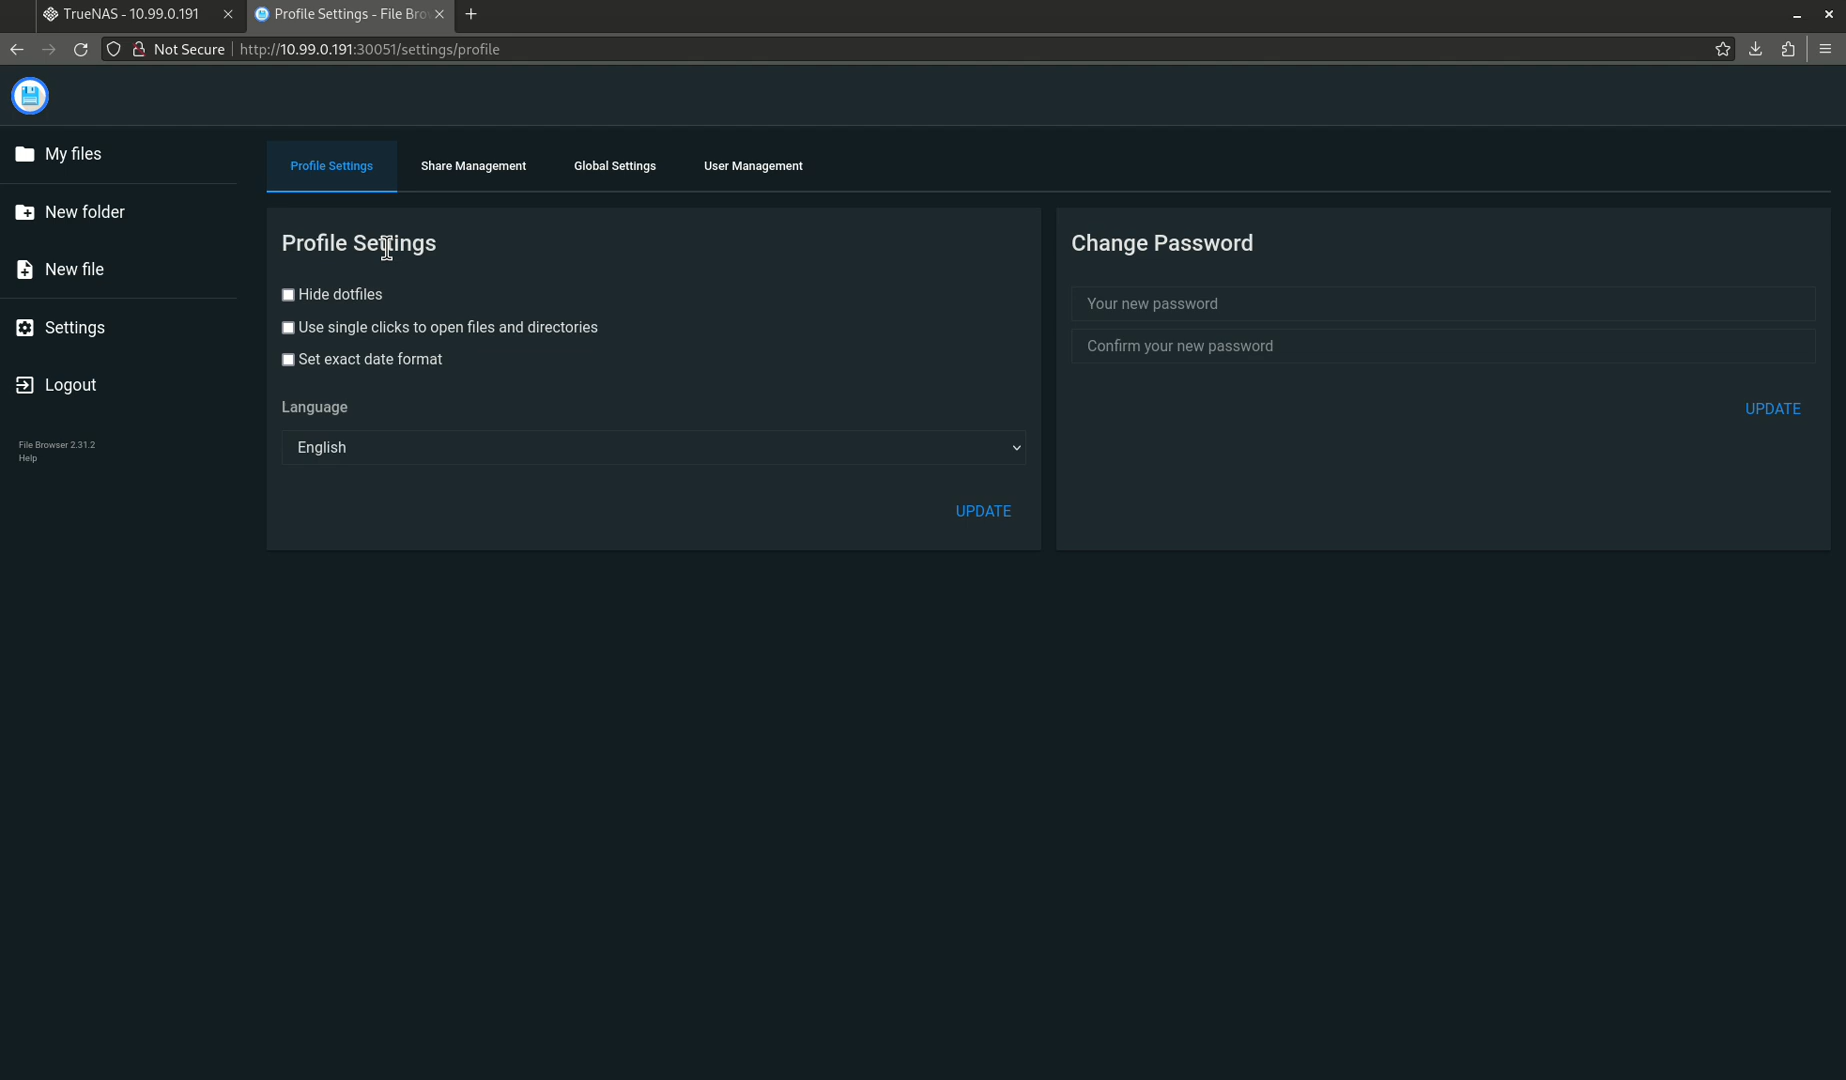 TrueNAS - 10.99.0.191
Profile Settings - File Bro
Not Secure
http://10.99.0.191:30051/settings/profile
My files
New folder
New file
Settings
Logout
File Browser 2.31.2
Help
Profile Settings
Share Management
Global Settings
User Management
Profile Settings
Hide dotfiles
Use single clicks to open files and directories
Set exact date format
Language
English
UPDATE
Change Password
Your new password
Confirm your new password
UPDATE